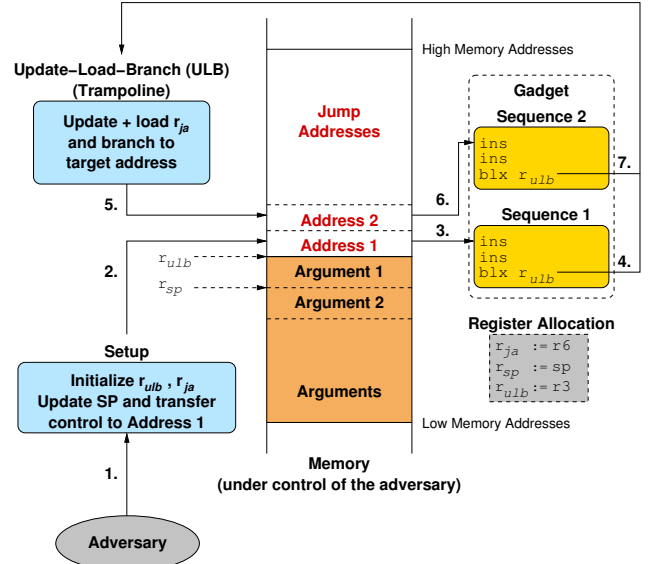 High Memory Addresses
Update−Load−Branch (ULB)
(Trampoline)
Update + load r_ja
and branch to
target address
5.
Jump
Addresses
Address 2
Address 1
r_ulb
r_sp
Argument 1
Argument 2
Arguments
Low Memory Addresses
Memory
(under control of the adversary)
Gadget
Sequence 2
ins
ins
blx r_ulb
6.
7.
Sequence 1
ins
ins
blx r_ulb
3.
4.
Register Allocation
r_ja := r6
r_sp := sp
r_ulb := r3
2.
Setup
Initialize r_ulb , r_ja
Update SP and transfer
control to Address 1
1.
Adversary